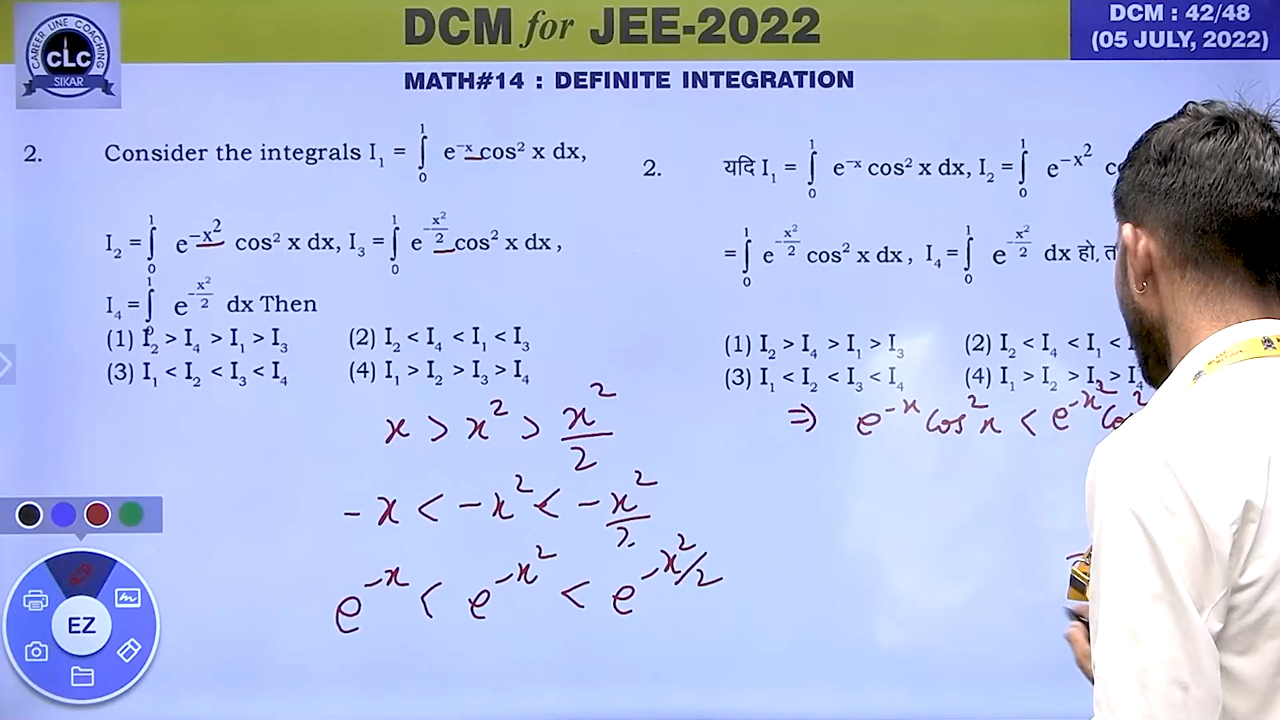 CAREER LINE COACHING
CLC
SIKAR
DCM for JEE-2022
DCM : 42/48
(05 JULY, 2022)
MATH#14 : DEFINITE INTEGRATION
2. Consider the integrals I₁ = ∫₀¹ e⁻ˣ cos² x dx,
I₂ = ∫₀¹ e^(-x²) cos² x dx, I₃ = ∫₀¹ e^(-x²/2) cos² x dx ,
I₄ = ∫₀¹ e^(-x²/2) dx Then
(1) I₂ > I₄ > I₁ > I₃ (2) I₂ < I₄ < I₁ < I₃
(3) I₁ < I₂ < I₃ < I₄ (4) I₁ > I₂ > I₃ > I₄
x > x² > x²/2
-x < -x² < -x²/2
e^(-x) < e^(-x²) < e^(-x²/2)
2. यदि I₁ = ∫₀¹ e⁻ˣ cos² x dx, I₂ = ∫₀¹ e^(-x²)
= ∫₀¹ e^(-x²/2) cos² x dx , I₄ = ∫₀¹ e^(-x²/2) dx हो,
(1) I₂ > I₄ > I₁ > I₃ (2) I₂ < I₄ < I₁ <
(3) I₁ < I₂ < I₃ < I₄ (4) I₁ > I₂ > I₃ > I₄
⇒ e^(-x) cos² x < e^(-x²) cos²
EZ